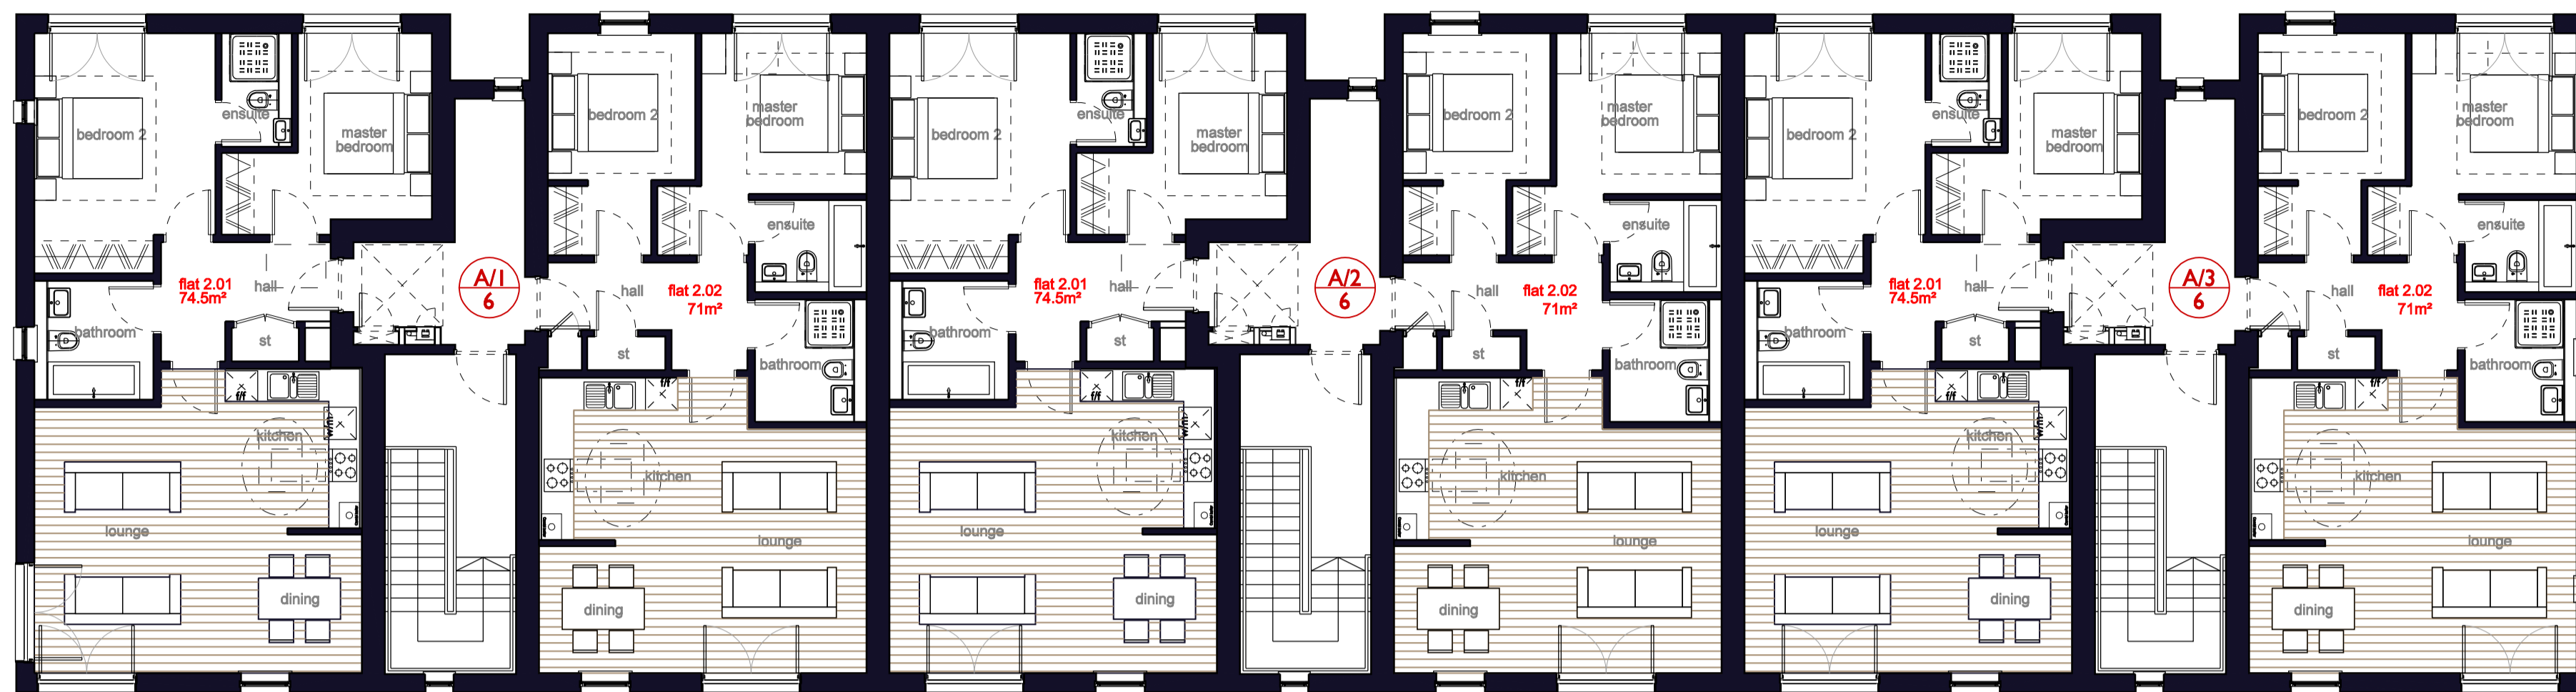 bedroom 2
ensuite
master
bedroom
flat 2.01
74.5m²
hall
bathroom
st
f/f
kitchen
w/m
lounge
dining
A/1
6
bedroom 2
master
bedroom
ensuite
hall
flat 2.02
71m²
st
bathroom
f/f
kitchen
lounge
dining
bedroom 2
ensuite
master
bedroom
flat 2.01
74.5m²
hall
bathroom
st
f/f
kitchen
w/m
lounge
dining
A/2
6
bedroom 2
master
bedroom
ensuite
hall
flat 2.02
71m²
st
bathroom
f/f
kitchen
lounge
dining
bedroom 2
ensuite
master
bedroom
flat 2.01
74.5m²
hall
bathroom
st
f/f
kitchen
w/m
lounge
dining
A/3
6
bedroom 2
master
bedroom
ensuite
hall
flat 2.02
71m²
st
bathroom
f/f
kitchen
lounge
dining